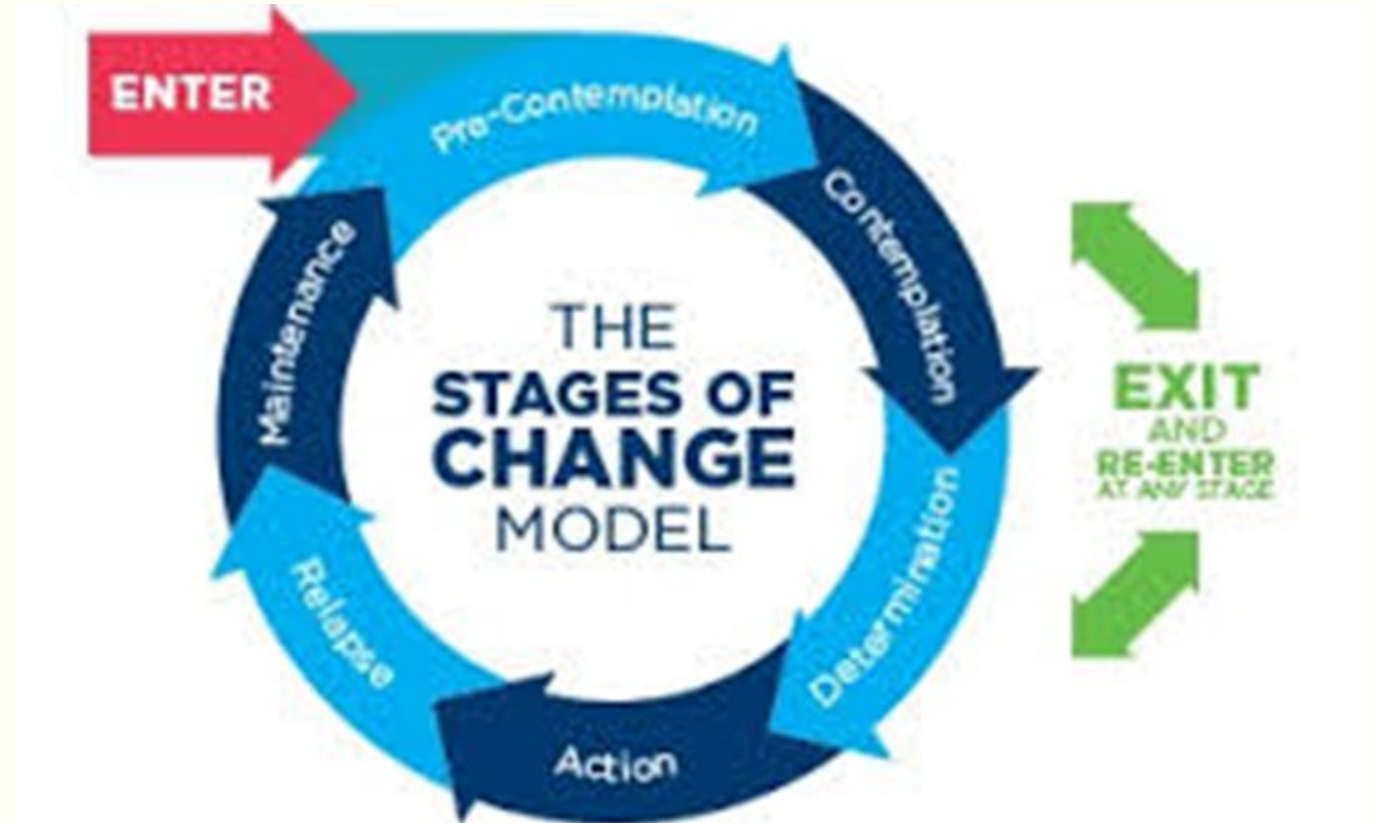 ENTER
Pre-Contemplation
Contemplation
Determination
Action
Relapse
Maintenance
THE
STAGES OF
CHANGE
MODEL
EXIT
AND
RE-ENTER
AT ANY STAGE